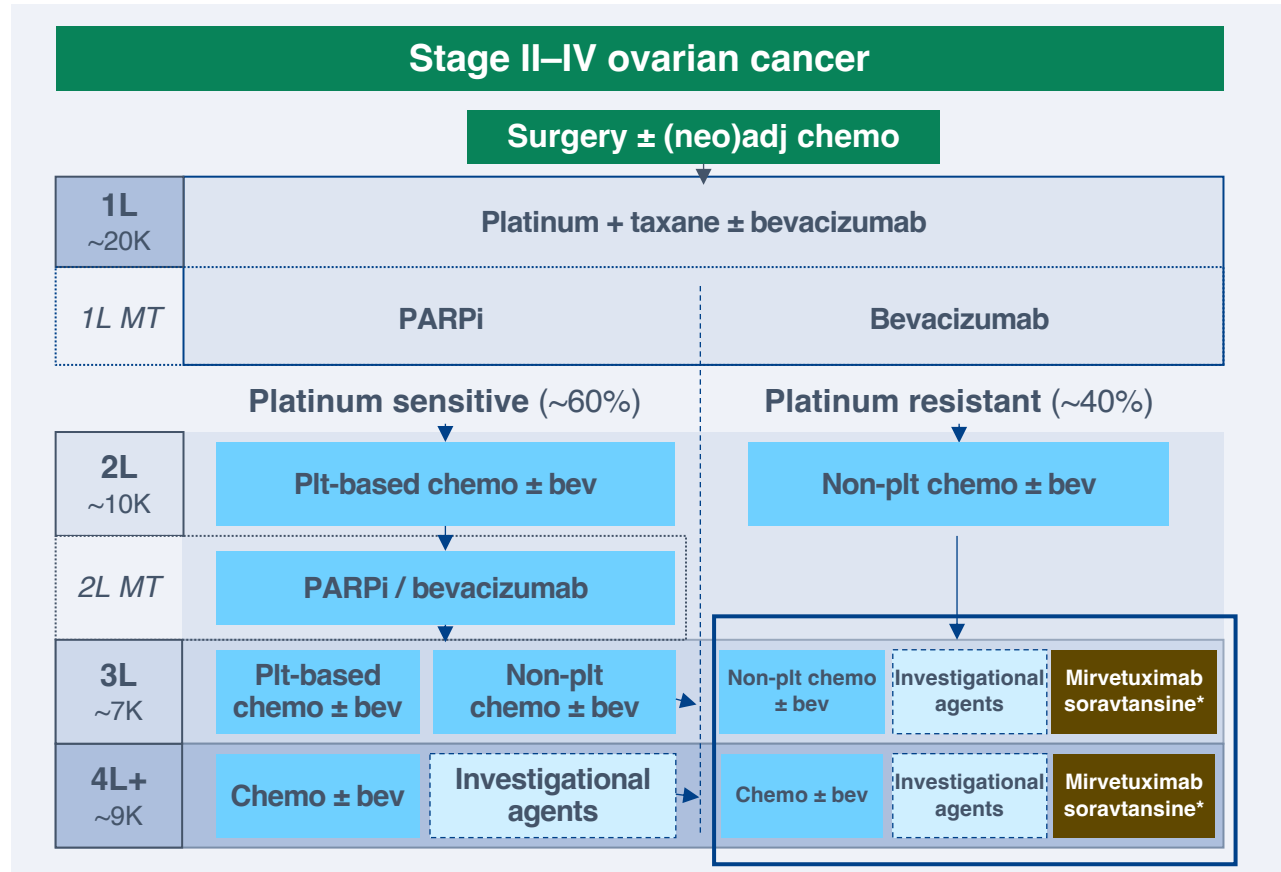 Stage II–IV ovarian cancer
Surgery ± (neo)adj chemo
1L
~20K
Platinum + taxane ± bevacizumab
1L MT
PARPi
Bevacizumab
Platinum sensitive (~60%)
Platinum resistant (~40%)
2L
~10K
Plt-based chemo ± bev
Non-plt chemo ± bev
2L MT
PARPi / bevacizumab
3L
~7K
Plt-based
chemo ± bev
Non-plt
chemo ± bev
Non-plt chemo
± bev
Investigational
agents
Mirvetuximab
soravtansine*
4L+
~9K
Chemo ± bev
Investigational
agents
Chemo ± bev
Investigational
agents
Mirvetuximab
soravtansine*